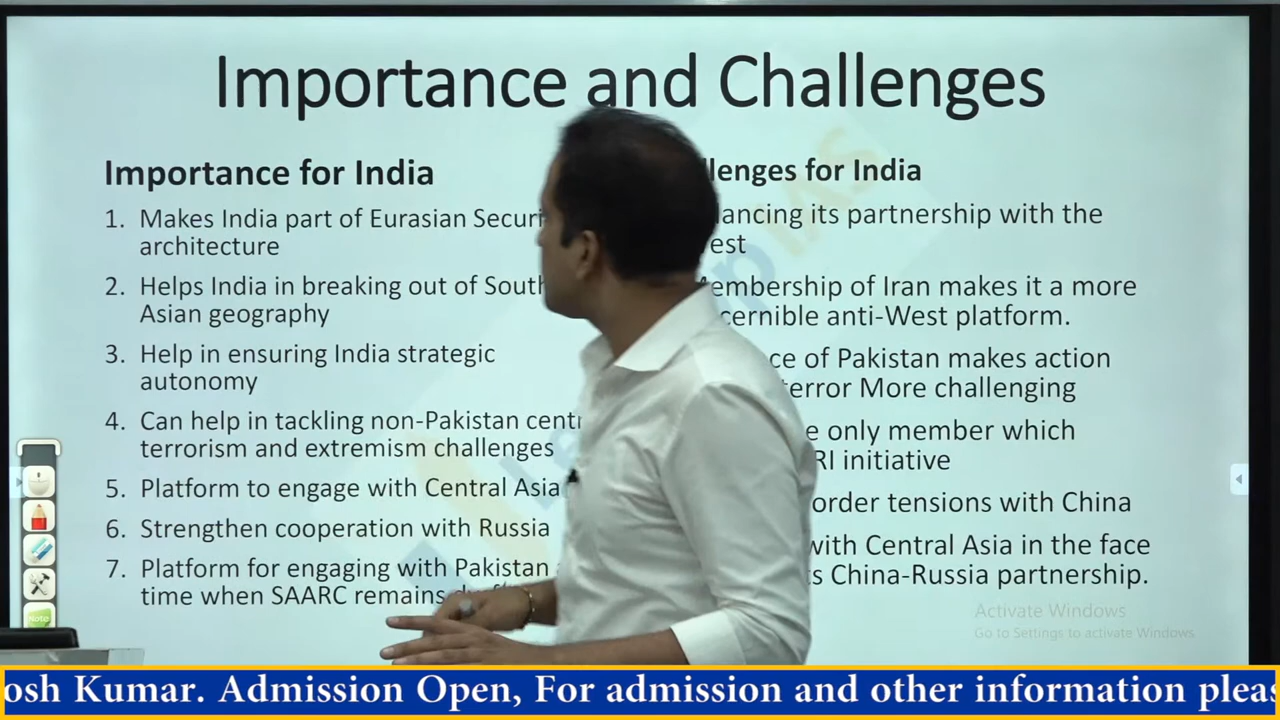 Importance and Challenges
Importance for India
1. Makes India part of Eurasian Securi
architecture
2. Helps India in breaking out of South
Asian geography
3. Help in ensuring India strategic
autonomy
4. Can help in tackling non-Pakistan centr
terrorism and extremism challenges
5. Platform to engage with Central Asia
6. Strengthen cooperation with Russia
7. Platform for engaging with Pakistan
time when SAARC remains
llenges for India
lancing its partnership with the
est
embership of Iran makes it a more
cernible anti-West platform.
ce of Pakistan makes action
terror More challenging
e only member which
RI initiative
order tensions with China
with Central Asia in the face
s China-Russia partnership.
Activate Windows
Go to Settings to activate Windows
Note
osh Kumar. Admission Open, For admission and other information pleas